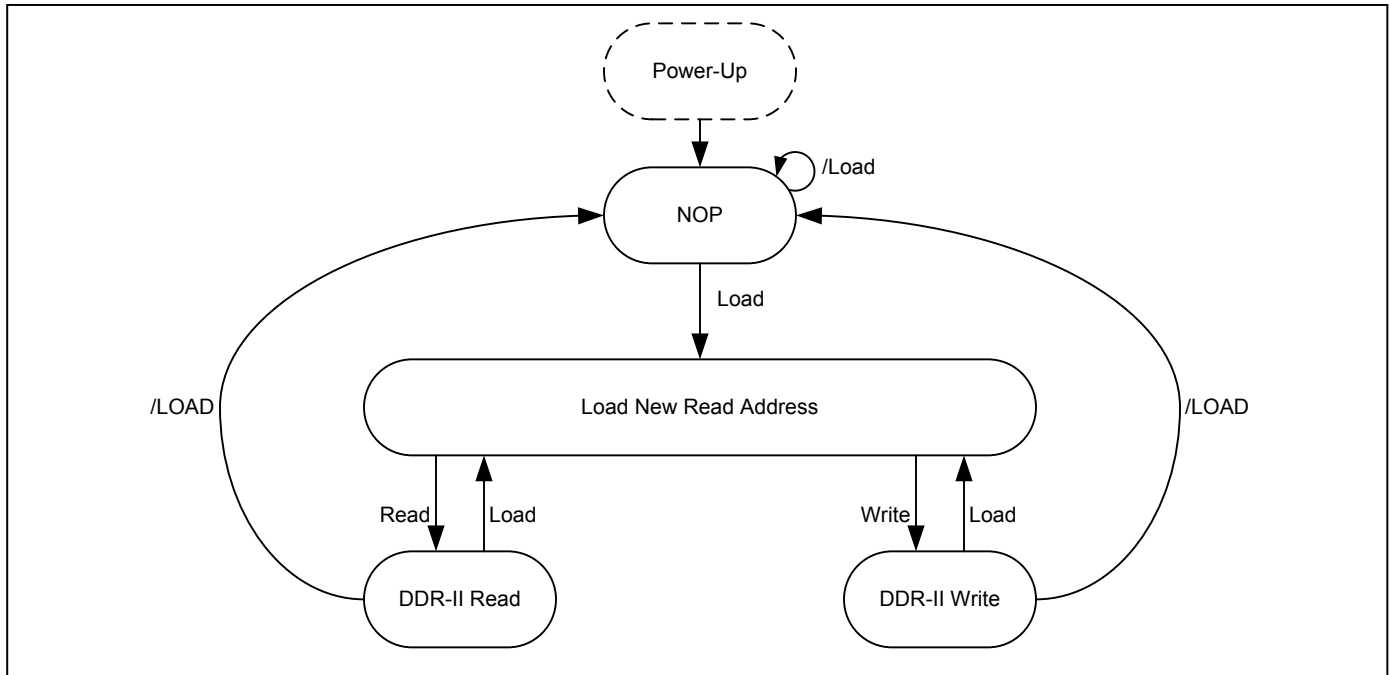 Power-Up
/Load
NOP
Load
Load New Read Address
/LOAD
/LOAD
Read
Load
Write
Load
DDR-II Read
DDR-II Write